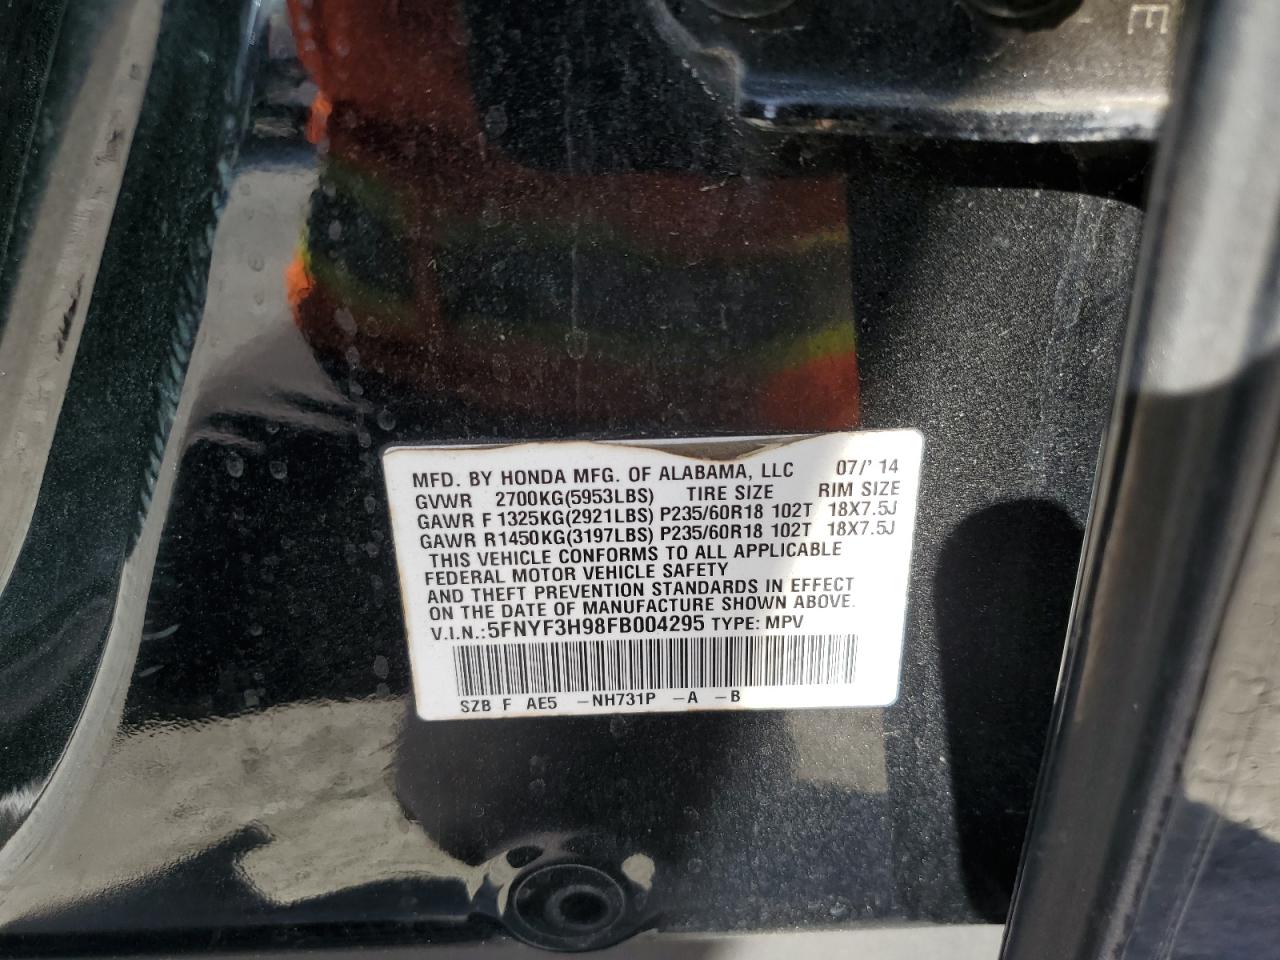 E
MFD. BY HONDA MFG. OF ALABAMA, LLC 07/'14
GVWR 2700KG(5953LBS) TIRE SIZE RIM SIZE
GAWR F 1325KG(2921LBS) P235/60R18 102T 18X7.5J
GAWR R1450KG(3197LBS) P235/60R18 102T 18X7.5J
THIS VEHICLE CONFORMS TO ALL APPLICABLE
FEDERAL MOTOR VEHICLE SAFETY
AND THEFT PREVENTION STANDARDS IN EFFECT
ON THE DATE OF MANUFACTURE SHOWN ABOVE.
V.I.N.:5FNYF3H98FB004295 TYPE: MPV
SZB F AE5 -NH731P -A -B